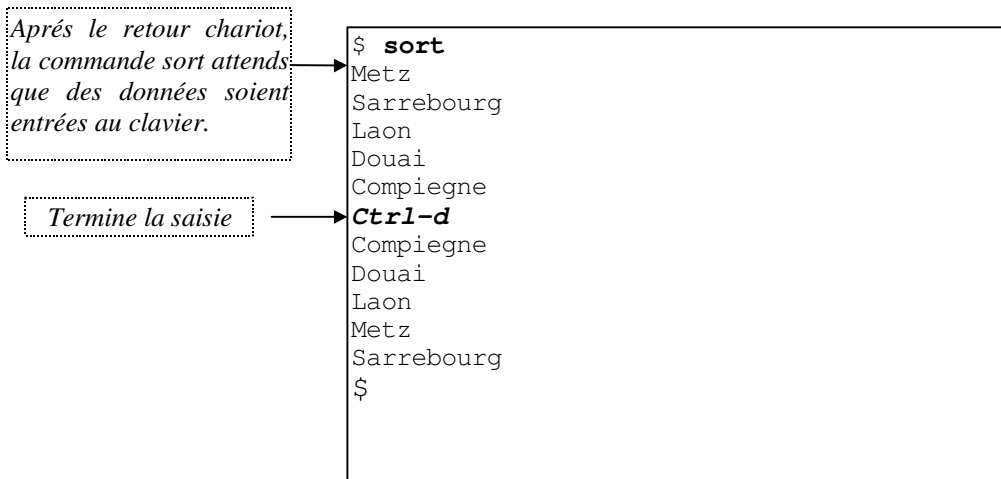 Aprés le retour chariot,
la commande sort attends
que des données soient
entrées au clavier.
$ sort
Metz
Sarrebourg
Laon
Douai
Compiegne
Termine la saisie
Ctrl-d
Compiegne
Douai
Laon
Metz
Sarrebourg
$